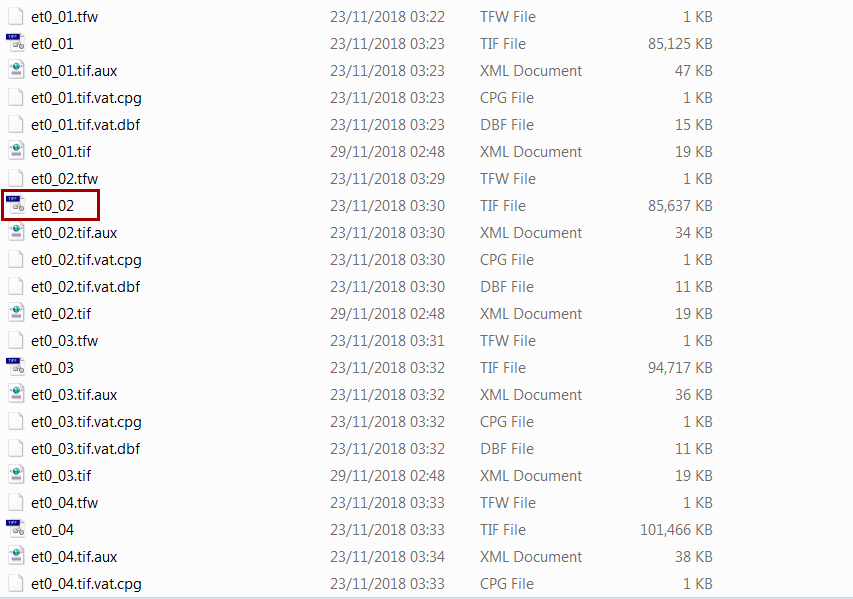 et0_01.tfw 23/11/2018 03:22 TFW File 1 KB
et0_01 23/11/2018 03:23 TIF File 85,125 KB
et0_01.tif.aux 23/11/2018 03:23 XML Document 47 KB
et0_01.tif.vat.cpg 23/11/2018 03:23 CPG File 1 KB
et0_01.tif.vat.dbf 23/11/2018 03:23 DBF File 15 KB
et0_01.tif 29/11/2018 02:48 XML Document 19 KB
et0_02.tfw 23/11/2018 03:29 TFW File 1 KB
et0_02 23/11/2018 03:30 TIF File 85,637 KB
et0_02.tif.aux 23/11/2018 03:30 XML Document 34 KB
et0_02.tif.vat.cpg 23/11/2018 03:30 CPG File 1 KB
et0_02.tif.vat.dbf 23/11/2018 03:30 DBF File 11 KB
et0_02.tif 29/11/2018 02:48 XML Document 19 KB
et0_03.tfw 23/11/2018 03:31 TFW File 1 KB
et0_03 23/11/2018 03:32 TIF File 94,717 KB
et0_03.tif.aux 23/11/2018 03:32 XML Document 36 KB
et0_03.tif.vat.cpg 23/11/2018 03:32 CPG File 1 KB
et0_03.tif.vat.dbf 23/11/2018 03:32 DBF File 11 KB
et0_03.tif 29/11/2018 02:48 XML Document 19 KB
et0_04.tfw 23/11/2018 03:33 TFW File 1 KB
et0_04 23/11/2018 03:33 TIF File 101,466 KB
et0_04.tif.aux 23/11/2018 03:34 XML Document 38 KB
et0_04.tif.vat.cpg 23/11/2018 03:33 CPG File 1 KB